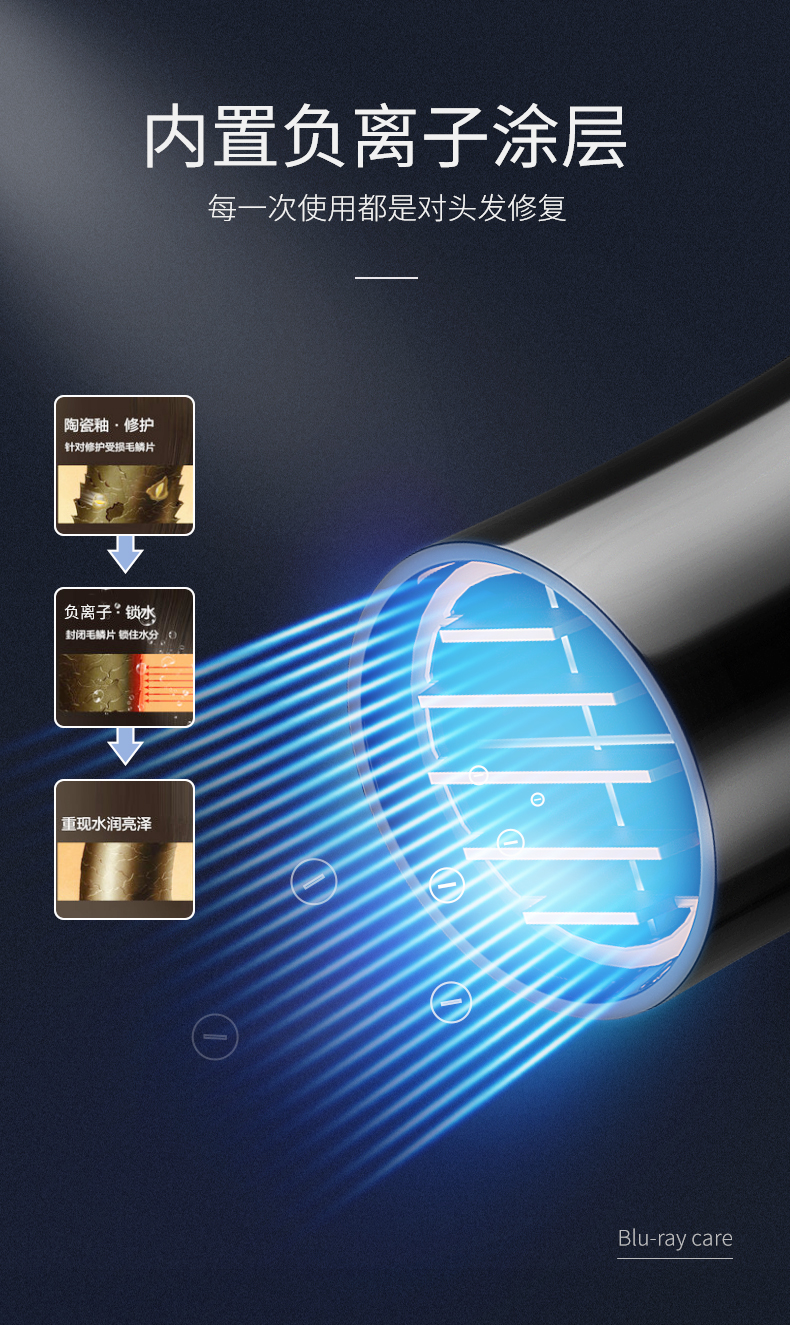 内置负离子涂层
每一次使用都是对头发修复
陶瓷釉·修护
针对修护受损毛鳞片
负离子·锁水
封闭毛鳞片 锁住水分
重现水润亮泽
Blu-ray care